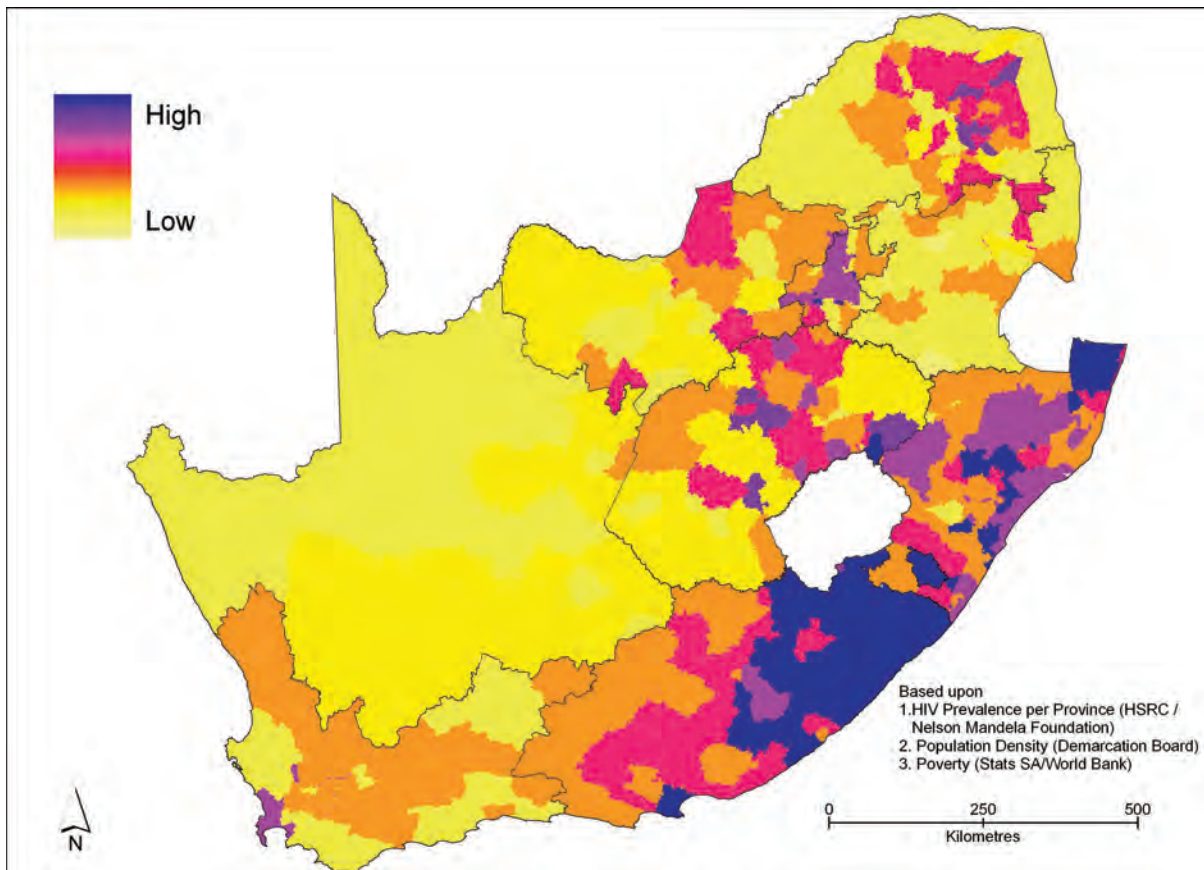 High
Low
Based upon
1.HIV Prevalence per Province (HSRC /
Nelson Mandela Foundation)
2. Population Density (Demarcation Board)
3. Poverty (Stats SA/World Bank)
0 250 500
Kilometres
N